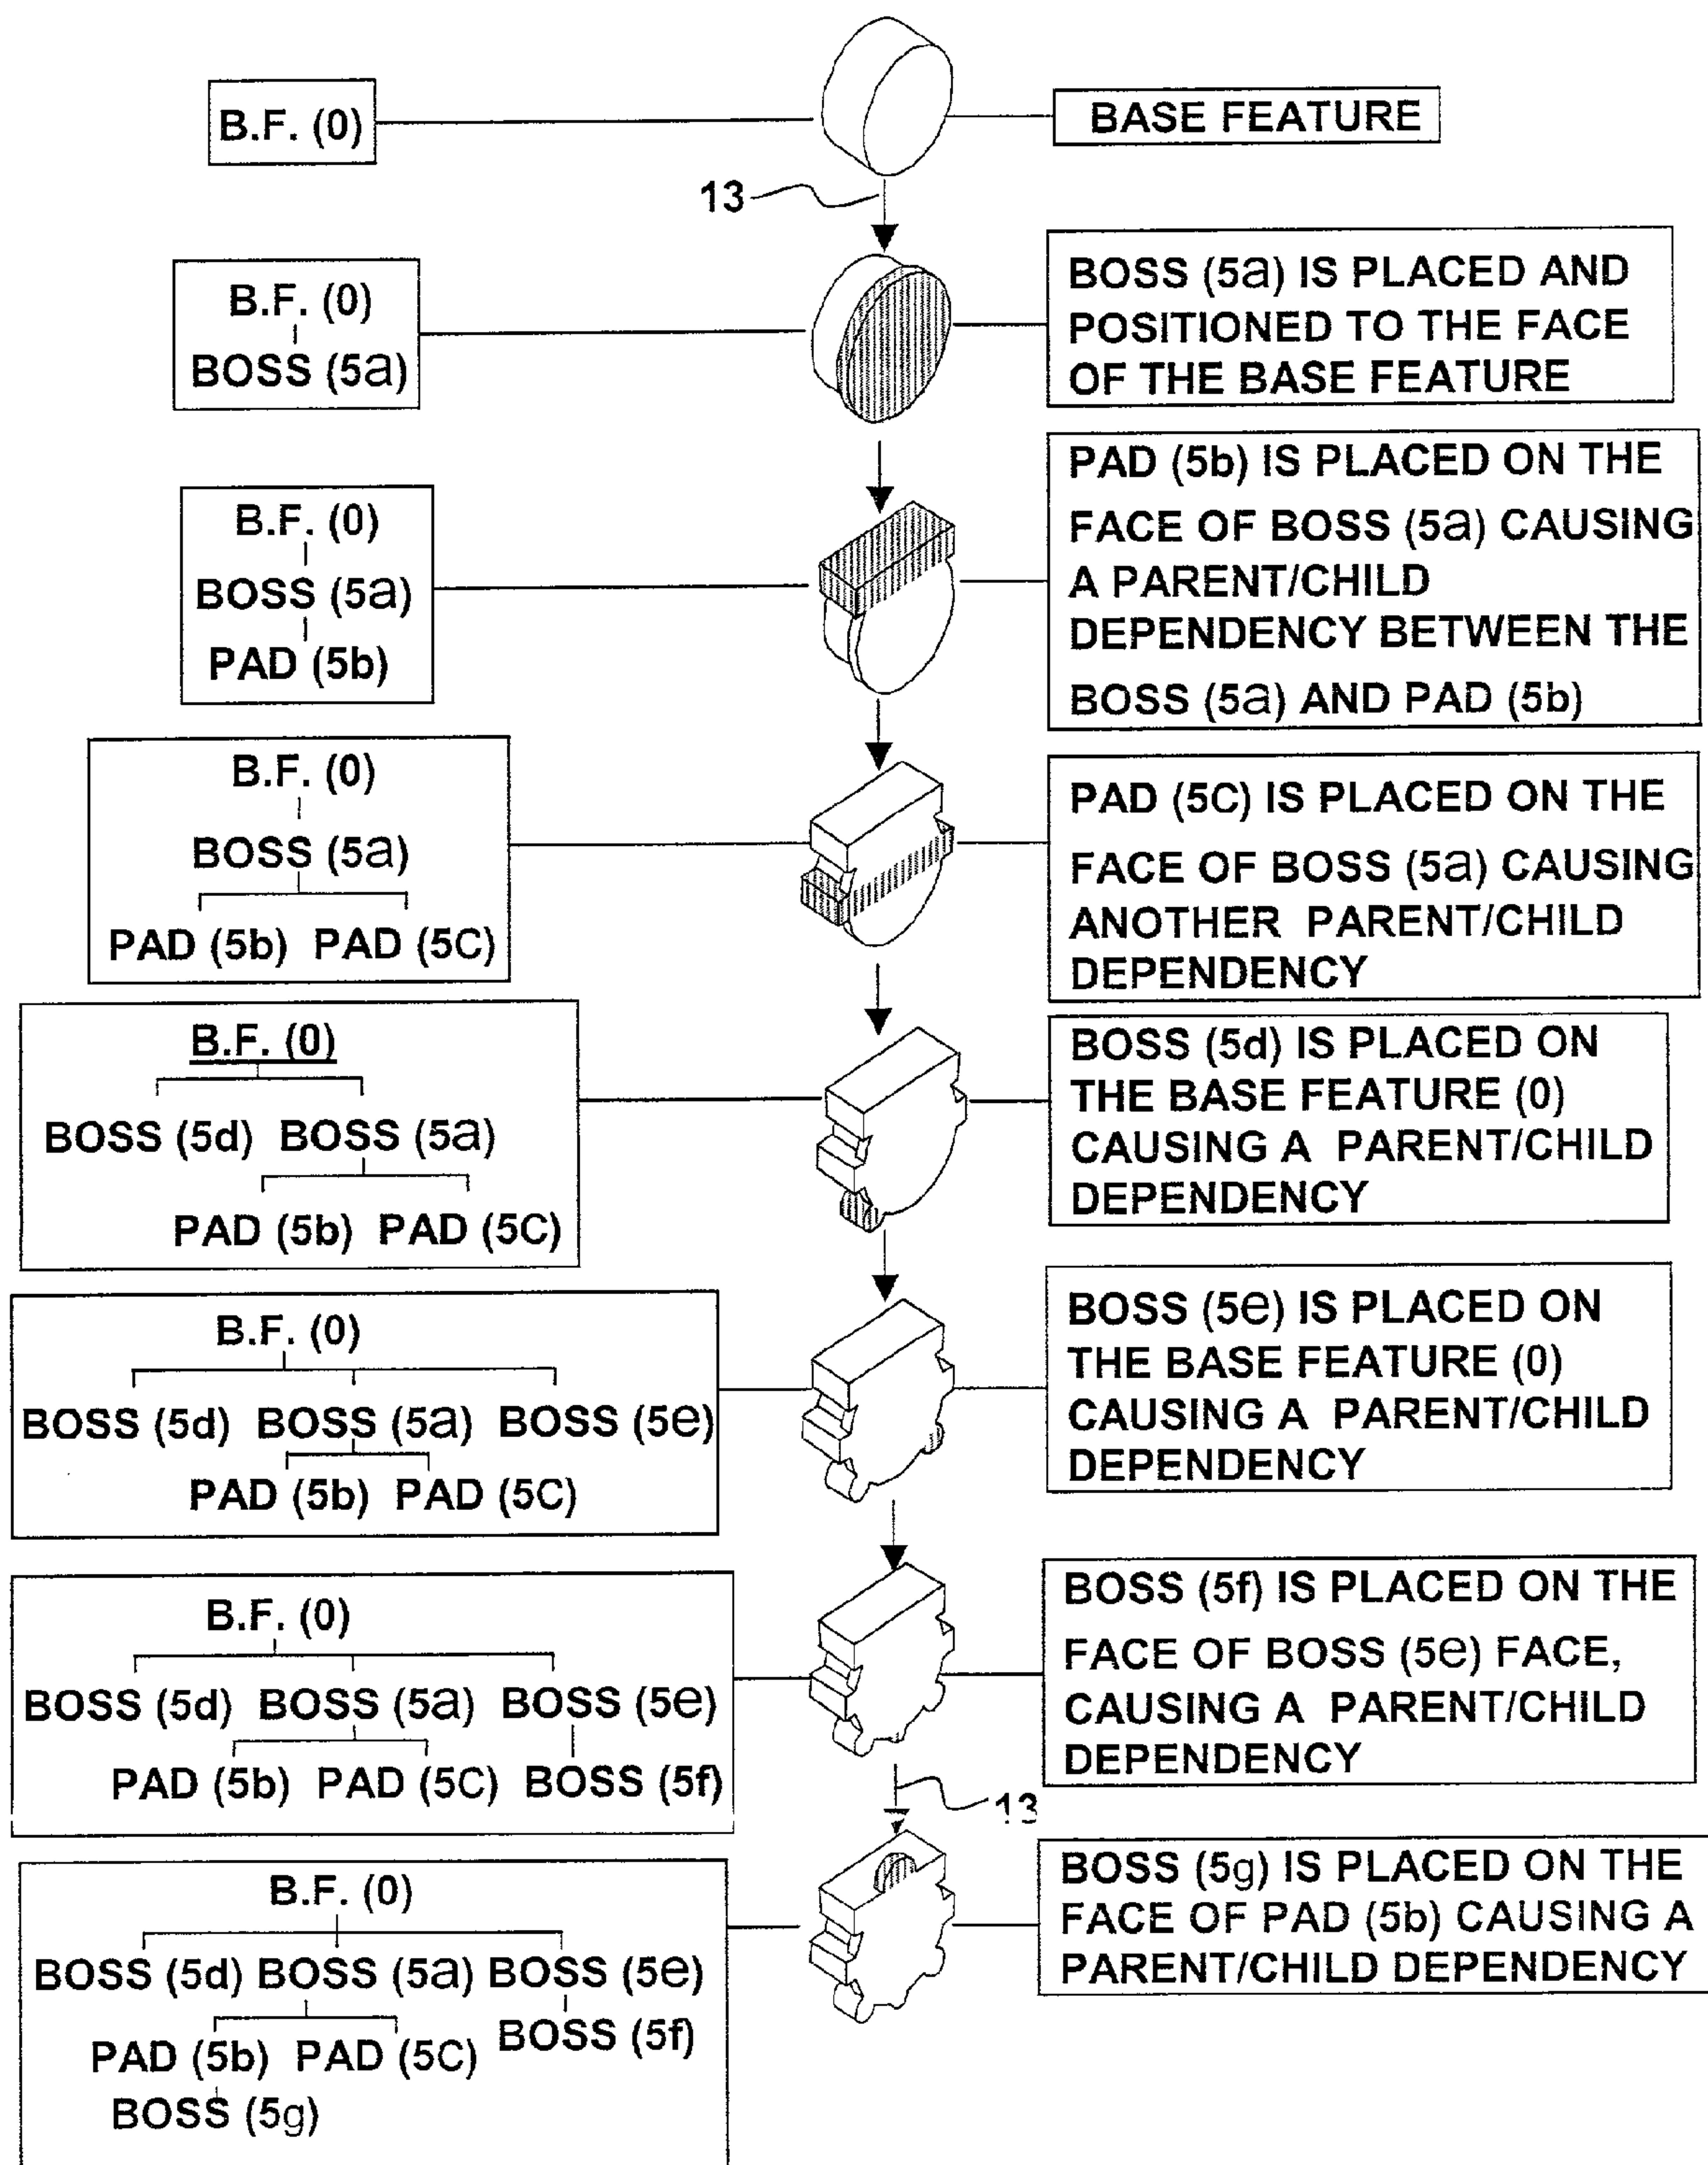 B.F. (0)
BASE FEATURE
13
B.F. (0)
BOSS (5a)
BOSS (5a) IS PLACED AND
POSITIONED TO THE FACE
OF THE BASE FEATURE
B.F. (0)
BOSS (5a)
PAD (5b)
PAD (5b) IS PLACED ON THE
FACE OF BOSS (5a) CAUSING
A PARENT/CHILD
DEPENDENCY BETWEEN THE
BOSS (5a) AND PAD (5b)
B.F. (0)
BOSS (5a)
PAD (5b) PAD (5C)
PAD (5C) IS PLACED ON THE
FACE OF BOSS (5a) CAUSING
ANOTHER PARENT/CHILD
DEPENDENCY
B.F. (0)
BOSS (5d) BOSS (5a)
PAD (5b) PAD (5C)
BOSS (5d) IS PLACED ON
THE BASE FEATURE (0)
CAUSING A PARENT/CHILD
DEPENDENCY
B.F. (0)
BOSS (5d) BOSS (5a) BOSS (5e)
PAD (5b) PAD (5C)
BOSS (5e) IS PLACED ON
THE BASE FEATURE (0)
CAUSING A PARENT/CHILD
DEPENDENCY
B.F. (0)
BOSS (5d) BOSS (5a) BOSS (5e)
PAD (5b) PAD (5C) BOSS (5f)
BOSS (5f) IS PLACED ON THE
FACE OF BOSS (5e) FACE,
CAUSING A PARENT/CHILD
DEPENDENCY
13
B.F. (0)
BOSS (5d) BOSS (5a) BOSS (5e)
PAD (5b) PAD (5C) BOSS (5f)
BOSS (5g)
BOSS (5g) IS PLACED ON THE
FACE OF PAD (5b) CAUSING A
PARENT/CHILD DEPENDENCY